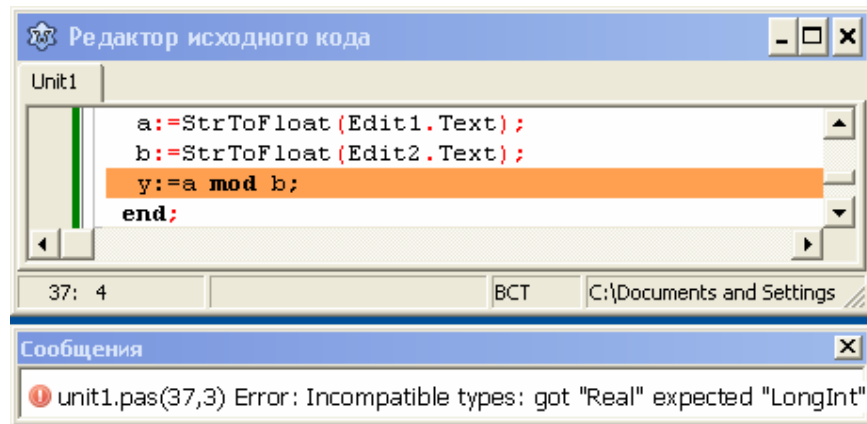 Редактор исходного кода
Unit1
a:=StrToFloat(Edit1.Text);
b:=StrToFloat(Edit2.Text);
y:=a mod b;
end;
37: 4 ВСТ C:\Documents and Settings
Сообщения
unit1.pas(37,3) Error: Incompatible types: got "Real" expected "LongInt"